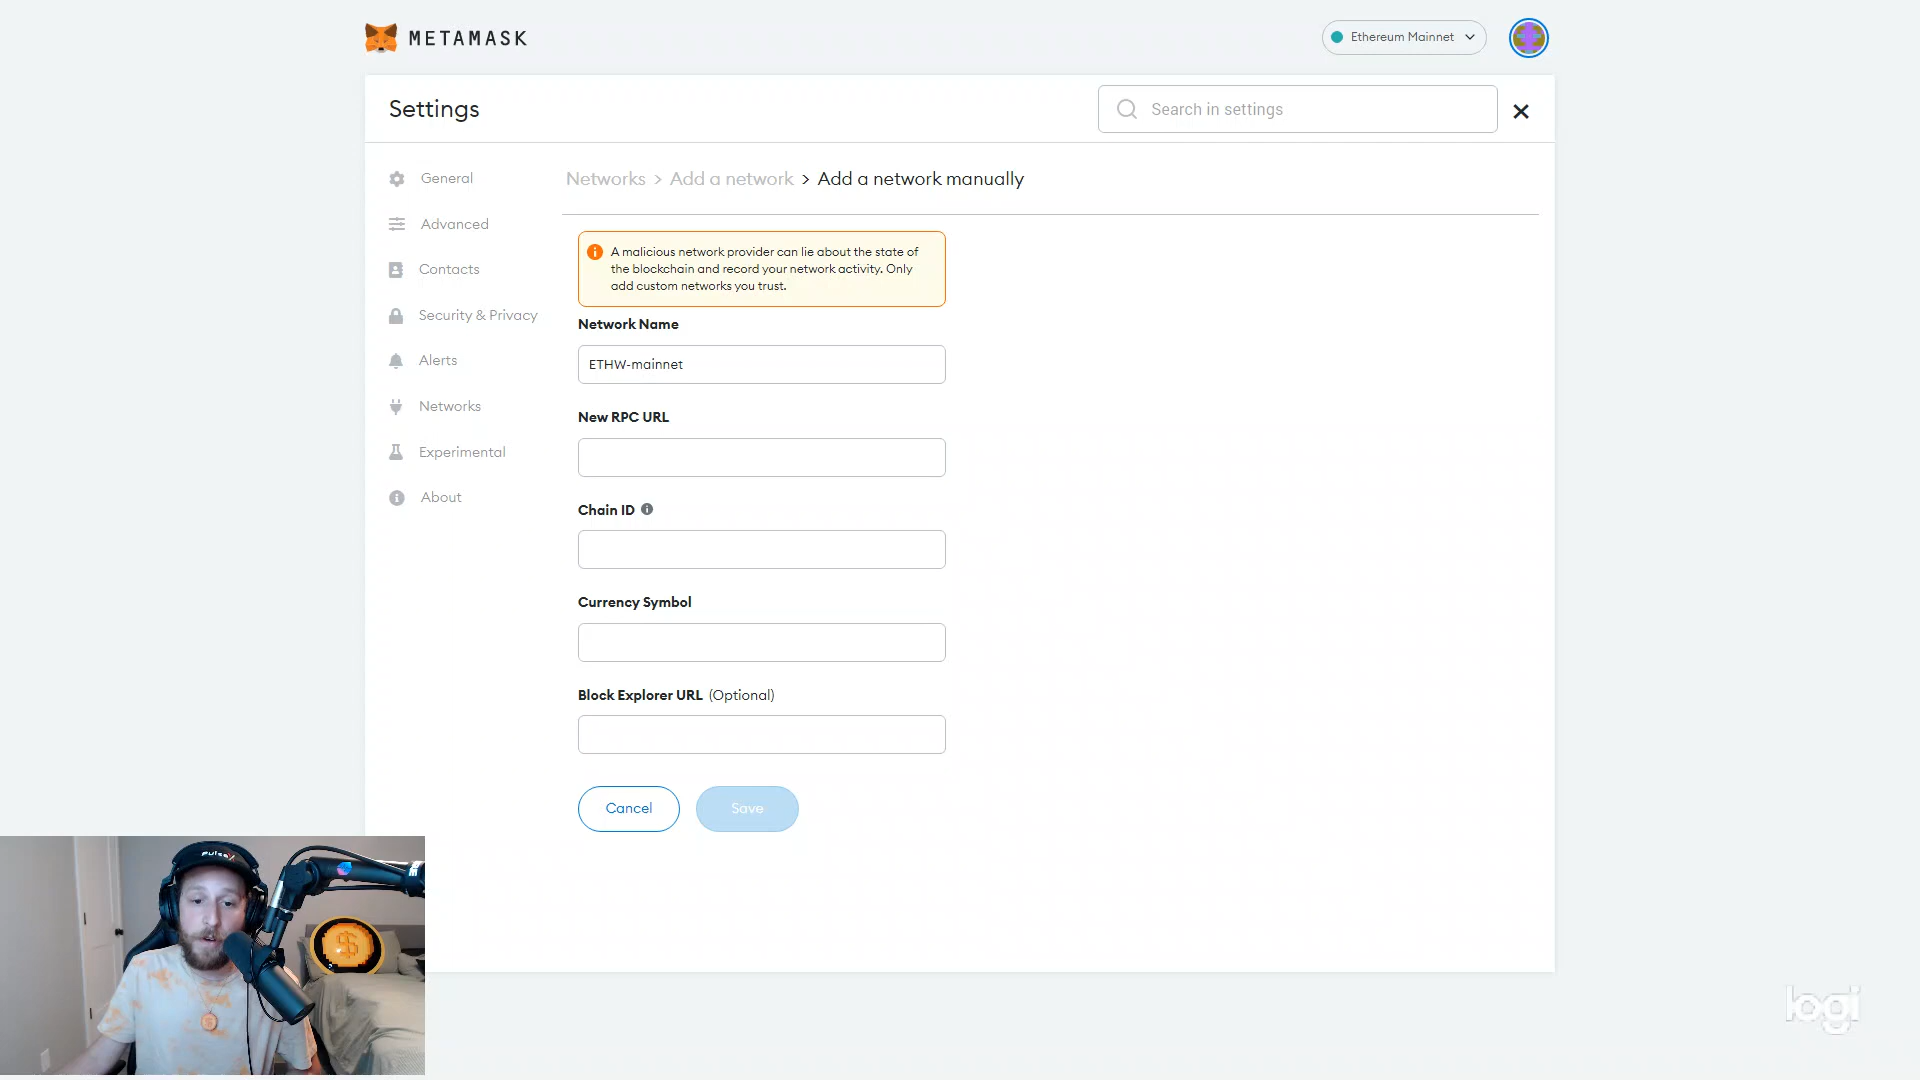 METAMASK
Ethereum Mainnet
Settings
Search in settings
General
Networks > Add a network > Add a network manually
Advanced
A malicious network provider can lie about the state of
the blockchain and record your network activity. Only
add custom networks you trust.
Contacts
Security & Privacy
Network Name
Alerts
ETHW-mainnet
Networks
New RPC URL
Experimental
About
Chain ID
Currency Symbol
Block Explorer URL (Optional)
Cancel
Save
PulseX
logi